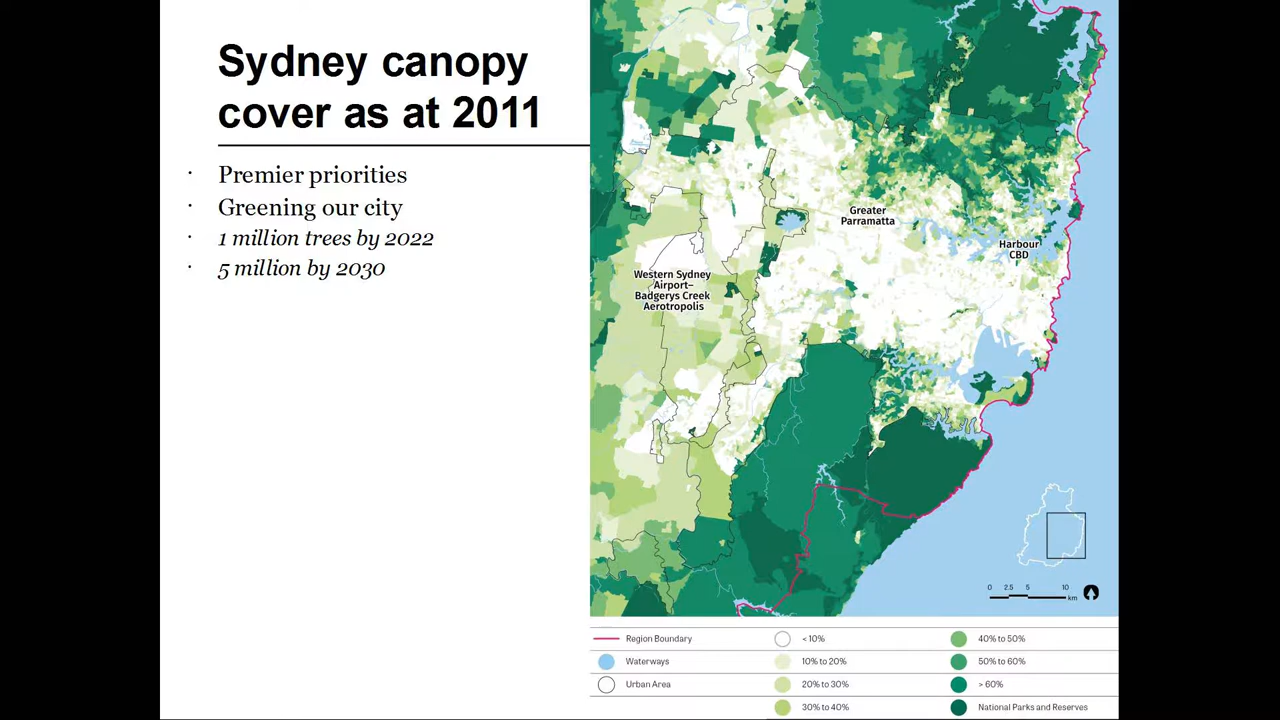 Sydney canopy
cover as at 2011
· Premier priorities
· Greening our city
· 1 million trees by 2022
· 5 million by 2030
Greater
Parramatta
Harbour
CBD
Western Sydney
Airport–
Badgerys Creek
Aerotropolis
0 2.5 5 10
km
Region Boundary
Waterways
Urban Area
< 10%
10% to 20%
20% to 30%
30% to 40%
40% to 50%
50% to 60%
> 60%
National Parks and Reserves